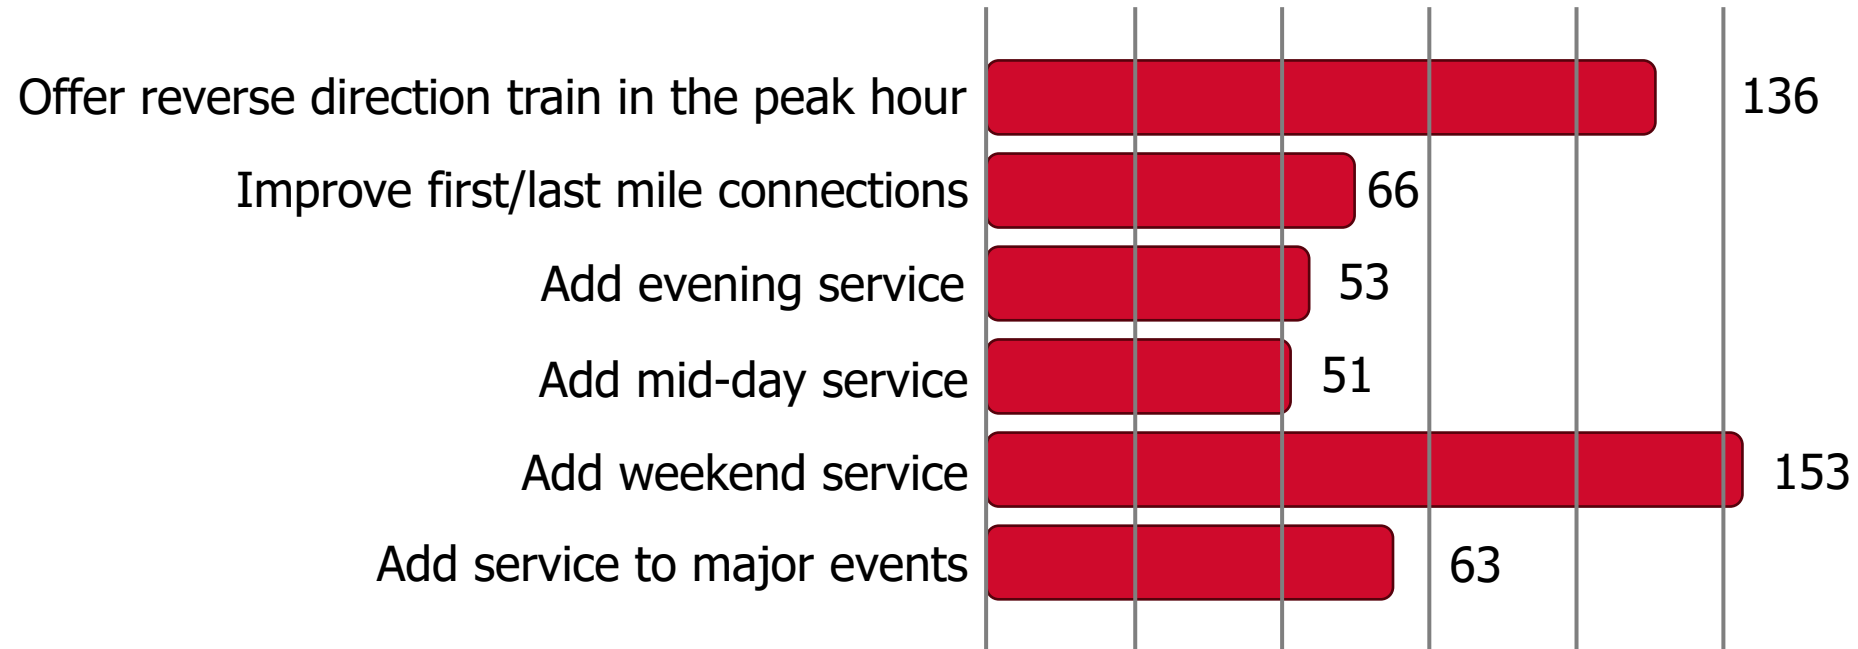 Offer reverse direction train in the peak hour 136
Improve first/last mile connections 66
Add evening service 53
Add mid-day service 51
Add weekend service 153
Add service to major events 63